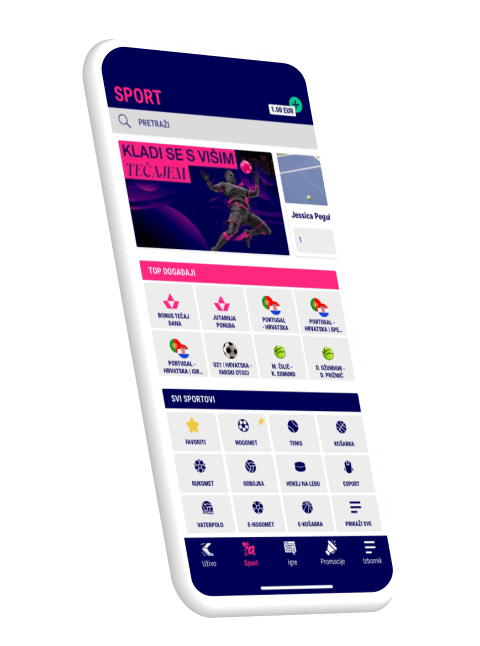 SPORT
1.00 EUR
PRETRAŽI
KLADI SE S VIŠIM
TEČAJEM
Jessica Pegul
1
TOP DOGAĐAJI
BONUS TEČAJ
DANA
JUTARNJA
PONUDA
PORTUGAL
- HRVATSKA
PORTUGAL -
HRVATSKA | SPE...
PORTUGAL -
HRVATSKA | IGR...
U21 | HRVATSKA -
FARSKI OTOCI
M. ČILIĆ -
K. EDMUND
D. DŽUMHUR -
D. PRIŽMIĆ
SVI SPORTOVI
FAVORITI
NOGOMET
TENIS
KOŠARKA
RUKOMET
ODBOJKA
HOKEJ NA LEDU
ESPORT
VATERPOLO
E-NOGOMET
E-KOŠARKA
PRIKAŽI SVE
Uživo
Sport
Igre
Promocije
Izbornik